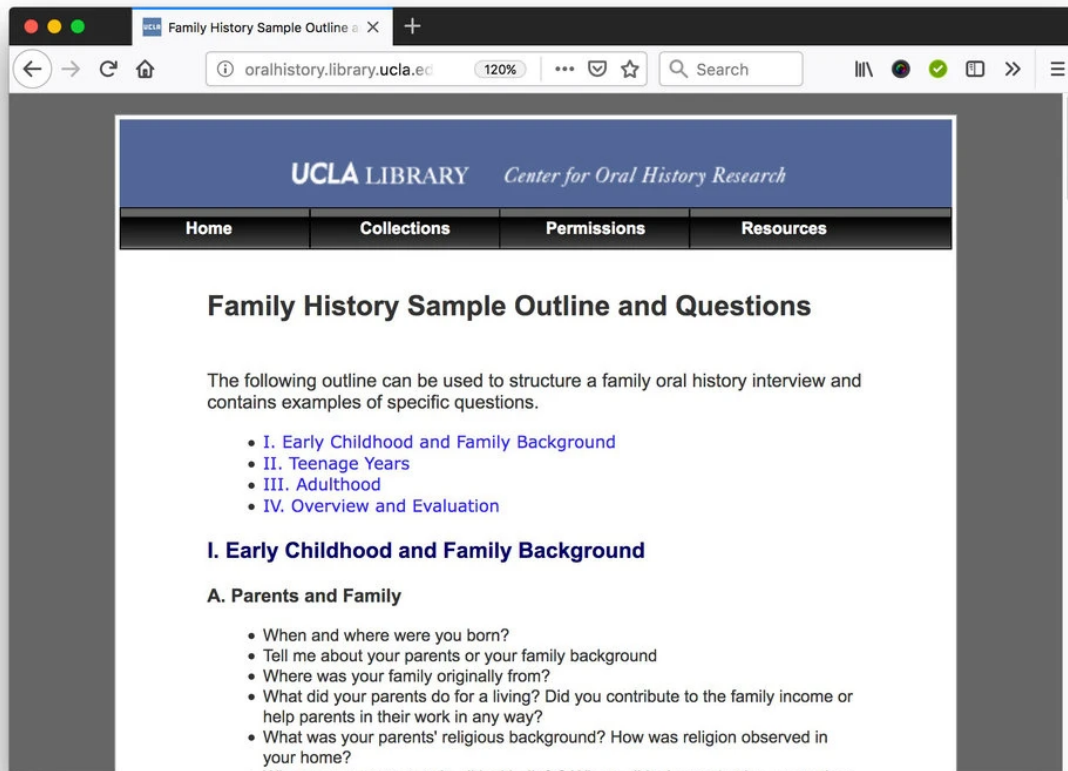 UCLA Family History Sample Outline a
oralhistory.library.ucla.ed 120% Search
UCLA LIBRARY Center for Oral History Research
Home Collections Permissions Resources
Family History Sample Outline and Questions
The following outline can be used to structure a family oral history interview and
contains examples of specific questions.
• I. Early Childhood and Family Background
• II. Teenage Years
• III. Adulthood
• IV. Overview and Evaluation
I. Early Childhood and Family Background
A. Parents and Family
• When and where were you born?
• Tell me about your parents or your family background
• Where was your family originally from?
• What did your parents do for a living? Did you contribute to the family income or
help parents in their work in any way?
• What was your parents' religious background? How was religion observed in
your home?